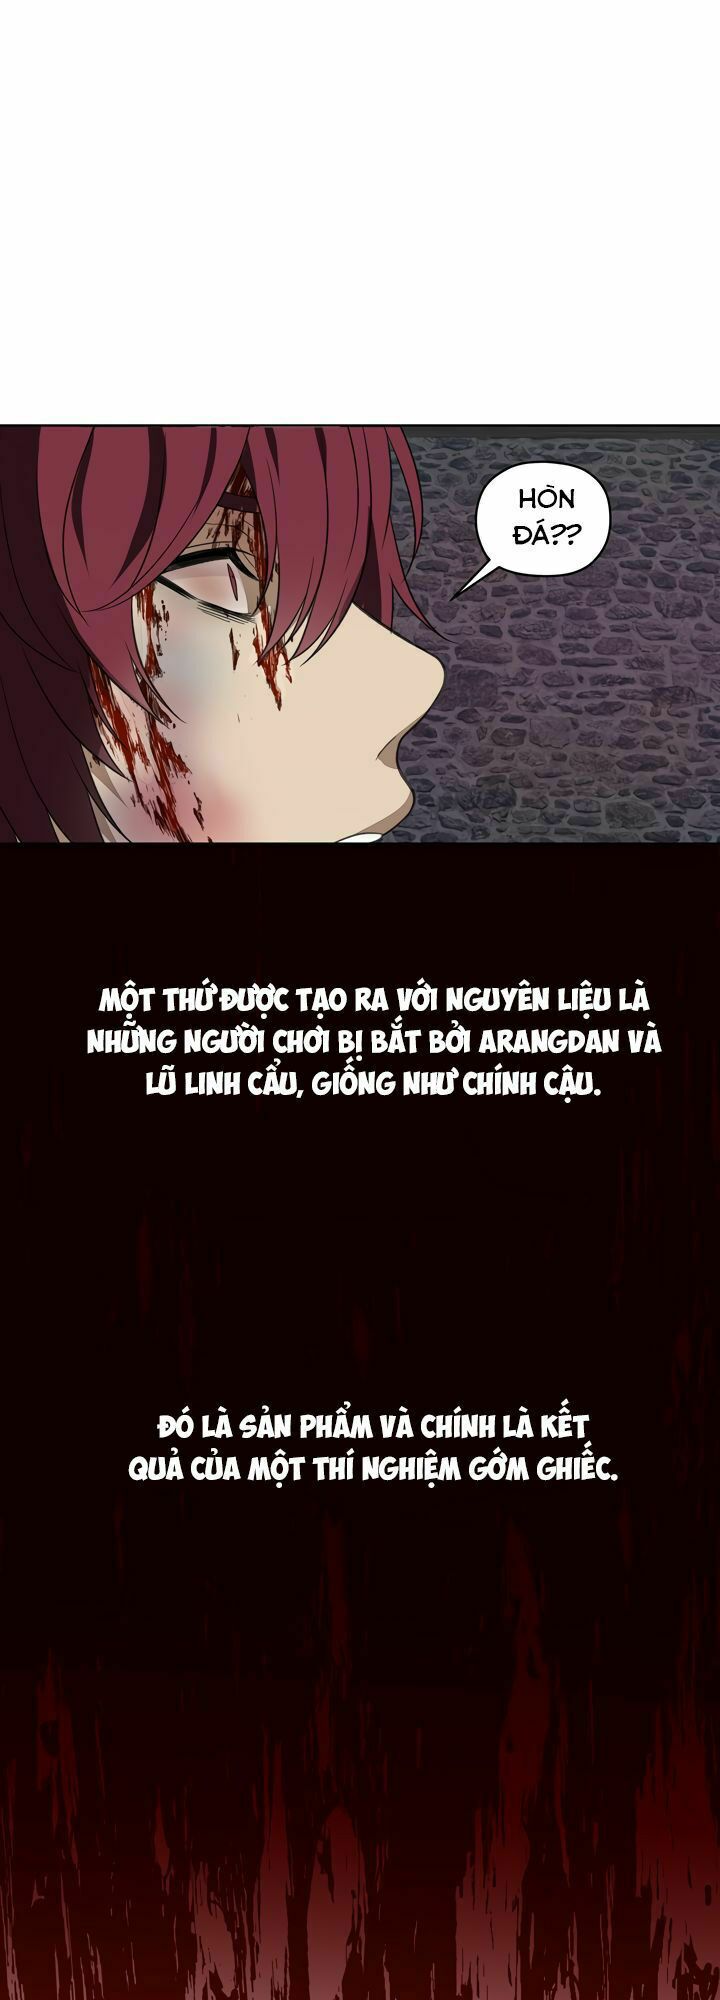 HÒN
ĐÁ??
MỘT THỨ ĐƯỢC TẠO RA VỚI NGUYÊN LIỆU LÀ
NHỮNG NGƯỜI CHƠI BỊ BẮT BỞI ARANGDAN VÀ
LŨ LINH CẨU, GIỐNG NHƯ CHÍNH CẬU.
ĐÓ LÀ SẢN PHẨM VÀ CHÍNH LÀ KẾT
QUẢ CỦA MỘT THÍ NGHIỆM GỚM GHIẾC.